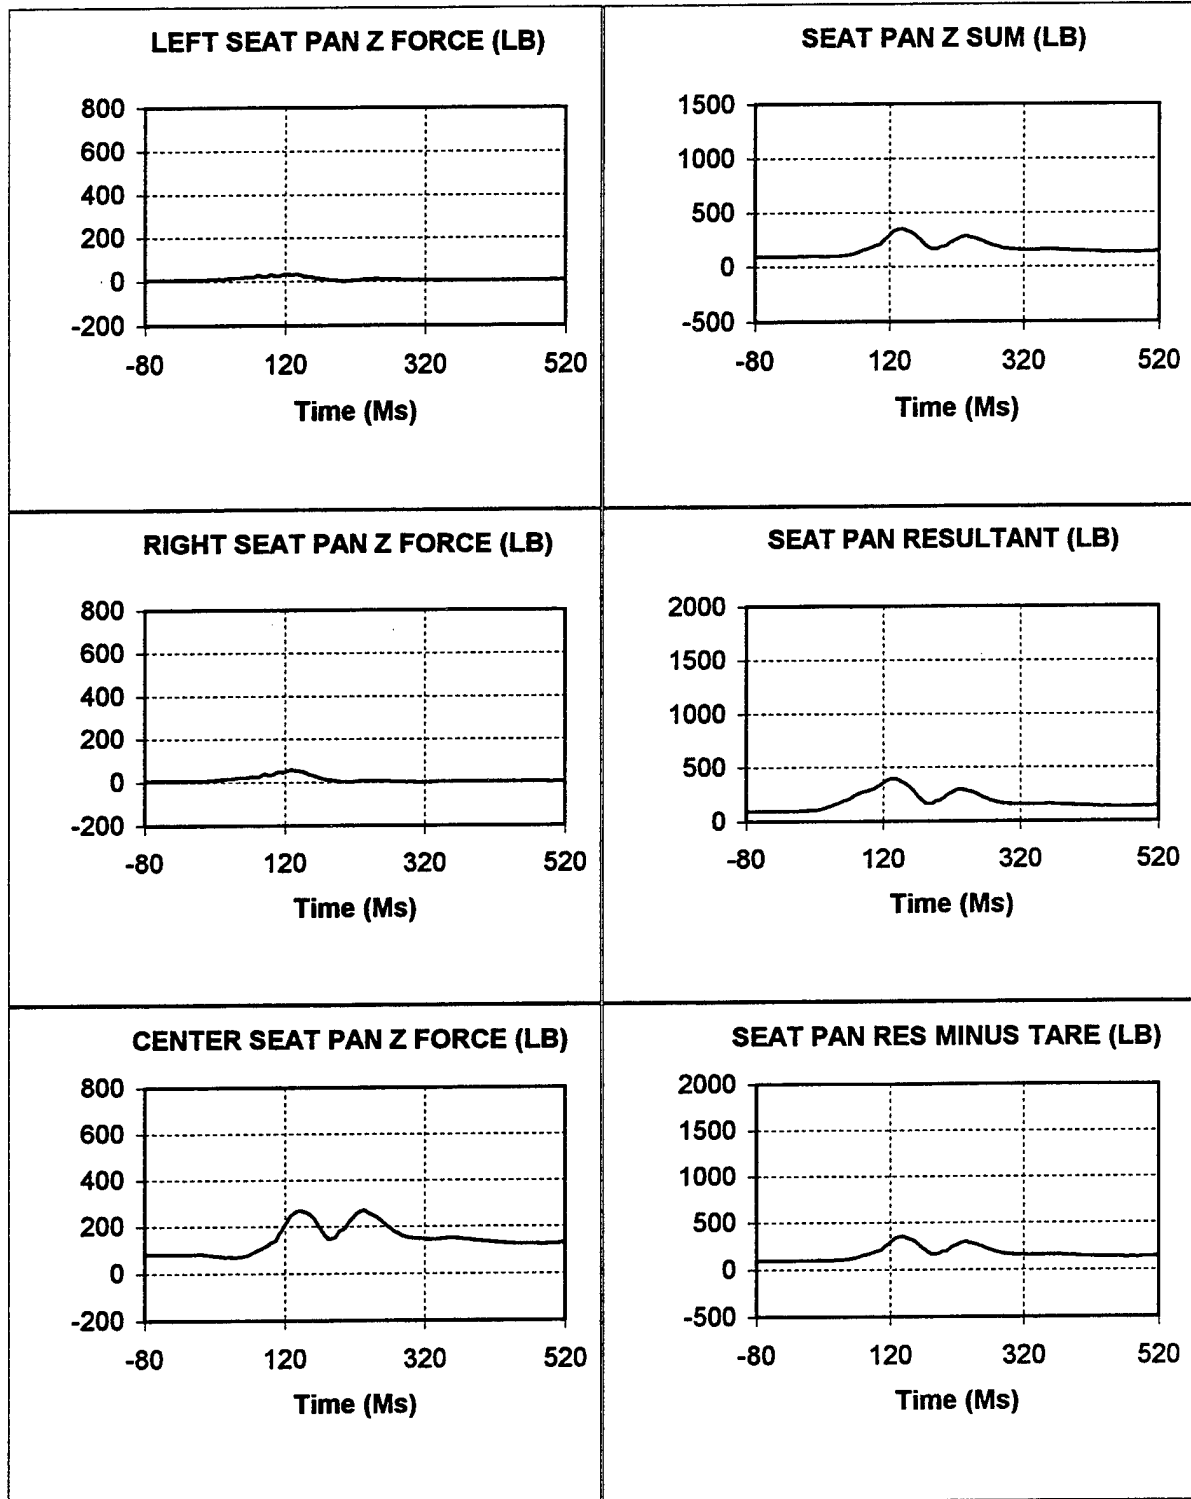 LEFT SEAT PAN Z FORCE (LB)
800
600
400
200
0
-200
-80 120 320 520
Time (Ms)
SEAT PAN Z SUM (LB)
1500
1000
500
0
-500
-80 120 320 520
Time (Ms)
RIGHT SEAT PAN Z FORCE (LB)
800
600
400
200
0
-200
-80 120 320 520
Time (Ms)
SEAT PAN RESULTANT (LB)
2000
1500
1000
500
0
-80 120 320 520
Time (Ms)
CENTER SEAT PAN Z FORCE (LB)
800
600
400
200
0
-200
-80 120 320 520
Time (Ms)
SEAT PAN RES MINUS TARE (LB)
2000
1500
1000
500
0
-500
-80 120 320 520
Time (Ms)